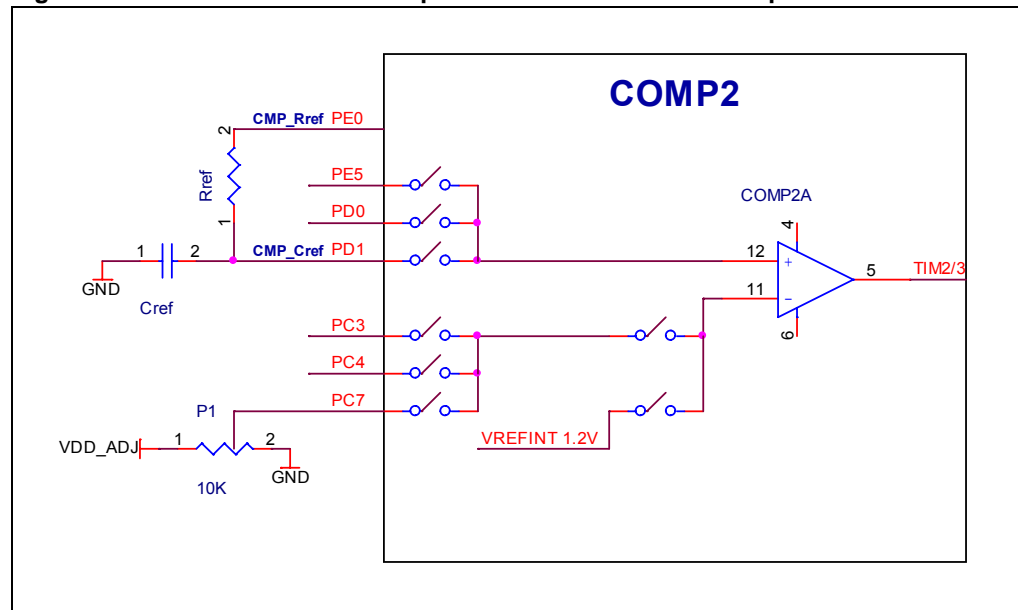 COMP2
CMP_Rref PE0
2
Rref
1
PE5
PD0
COMP2A
4
1 2
CMP_Cref PD1
12
+
5
TIM2/3
GND
Cref
11
−
6
PC3
PC4
PC7
P1
VDD_ADJ
1 2
GND
VREFINT 1.2V
10K